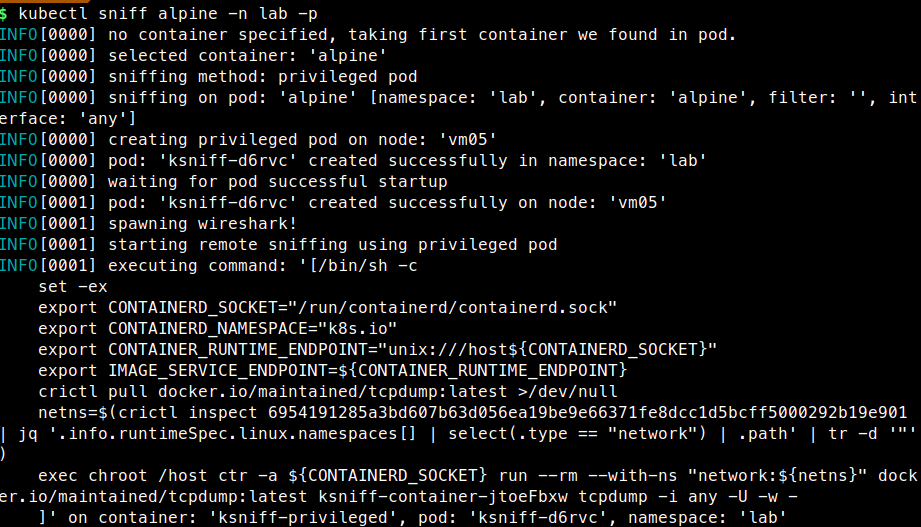 $ kubectl sniff alpine -n lab -p
INFO[0000] no container specified, taking first container we found in pod.
INFO[0000] selected container: 'alpine'
INFO[0000] sniffing method: privileged pod
INFO[0000] sniffing on pod: 'alpine' [namespace: 'lab', container: 'alpine', filter: '', int
erface: 'any']
INFO[0000] creating privileged pod on node: 'vm05'
INFO[0000] pod: 'ksniff-d6rvc' created successfully in namespace: 'lab'
INFO[0000] waiting for pod successful startup
INFO[0001] pod: 'ksniff-d6rvc' created successfully on node: 'vm05'
INFO[0001] spawning wireshark!
INFO[0001] starting remote sniffing using privileged pod
INFO[0001] executing command: '[/bin/sh -c
    set -ex
    export CONTAINERD_SOCKET="/run/containerd/containerd.sock"
    export CONTAINERD_NAMESPACE="k8s.io"
    export CONTAINER_RUNTIME_ENDPOINT="unix:///host${CONTAINERD_SOCKET}"
    export IMAGE_SERVICE_ENDPOINT=${CONTAINER_RUNTIME_ENDPOINT}
    crictl pull docker.io/maintained/tcpdump:latest >/dev/null
    netns=$(crictl inspect 6954191285a3bd607b63d056ea19be9e66371fe8dcc1d5bcff5000292b19e901
| jq '.info.runtimeSpec.linux.namespaces[] | select(.type == "network") | .path' | tr -d '"'
)
    exec chroot /host ctr -a ${CONTAINERD_SOCKET} run --rm --with-ns "network:${netns}" dock
er.io/maintained/tcpdump:latest ksniff-container-jtoeFbxw tcpdump -i any -U -w -
    ]' on container: 'ksniff-privileged', pod: 'ksniff-d6rvc', namespace: 'lab'